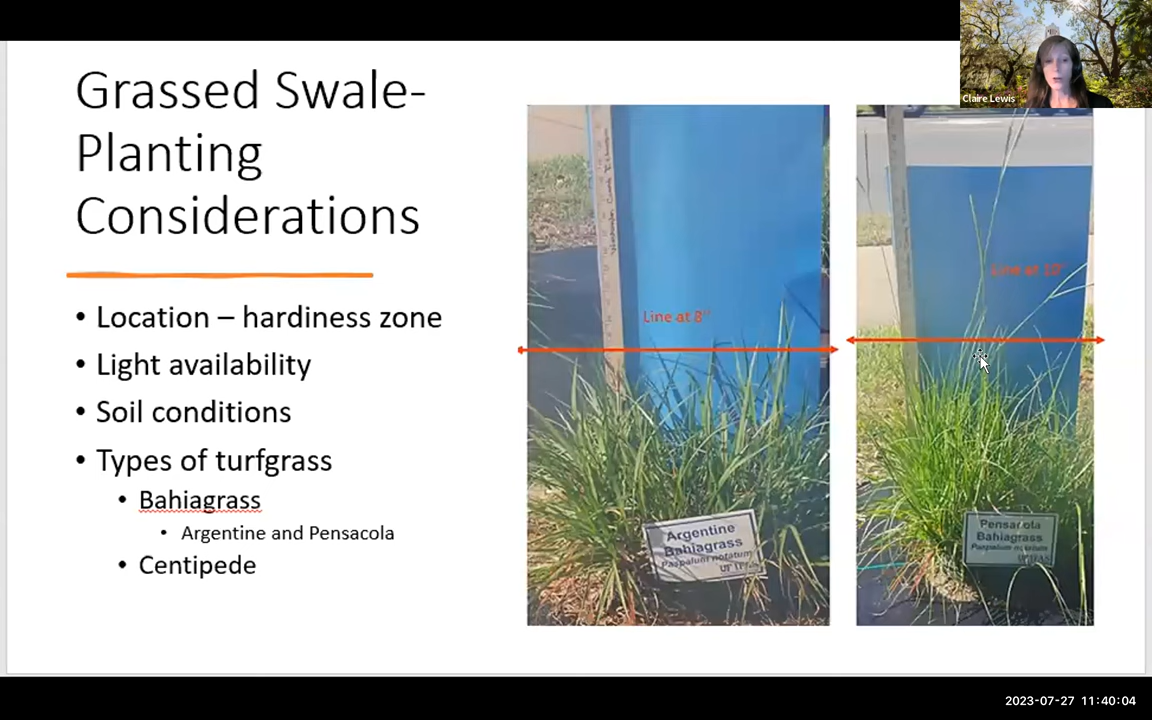 Claire Lewis
Grassed Swale-
Planting
Considerations
• Location – hardiness zone
• Light availability
• Soil conditions
• Types of turfgrass
• Bahiagrass
• Argentine and Pensacola
• Centipede
Line at 8"
Argentine
Bahiagrass
Paspalum notatum
Line at 12"
Pensacola
Bahiagrass
Paspalum notatum
2023-07-27 11:40:04